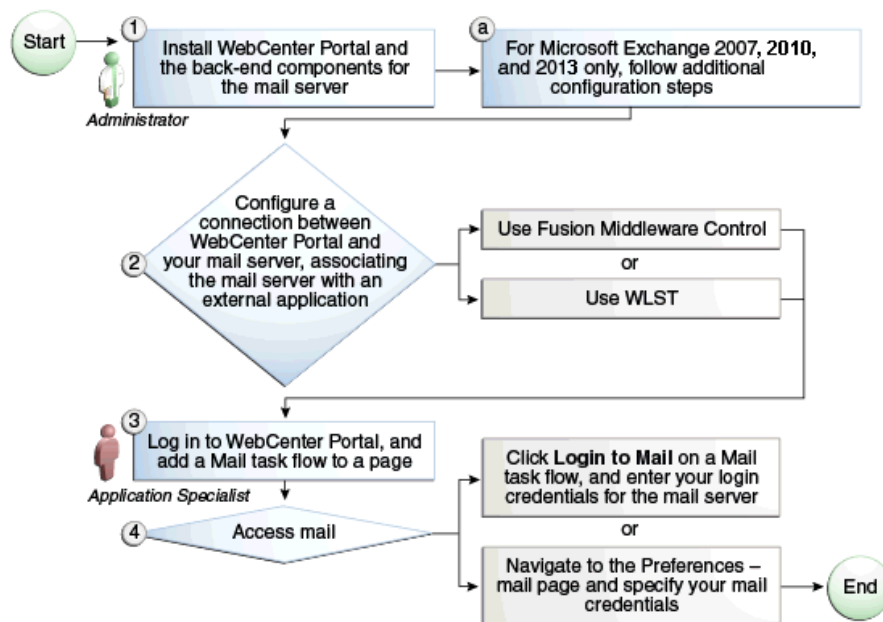 Start
1
Install WebCenter Portal and
the back-end components for
the mail server
Administrator
a
For Microsoft Exchange 2007, 2010,
and 2013 only, follow additional
configuration steps
2
Configure a
connection between
WebCenter Portal and
your mail server, associating
the mail server with an
external application
Use Fusion Middleware Control
or
Use WLST
3
Log in to WebCenter Portal, and
add a Mail task flow to a page
Application Specialist
4
Access mail
Click Login to Mail on a Mail
task flow, and enter your login
credentials for the mail server
or
Navigate to the Preferences –
mail page and specify your mail
credentials
End